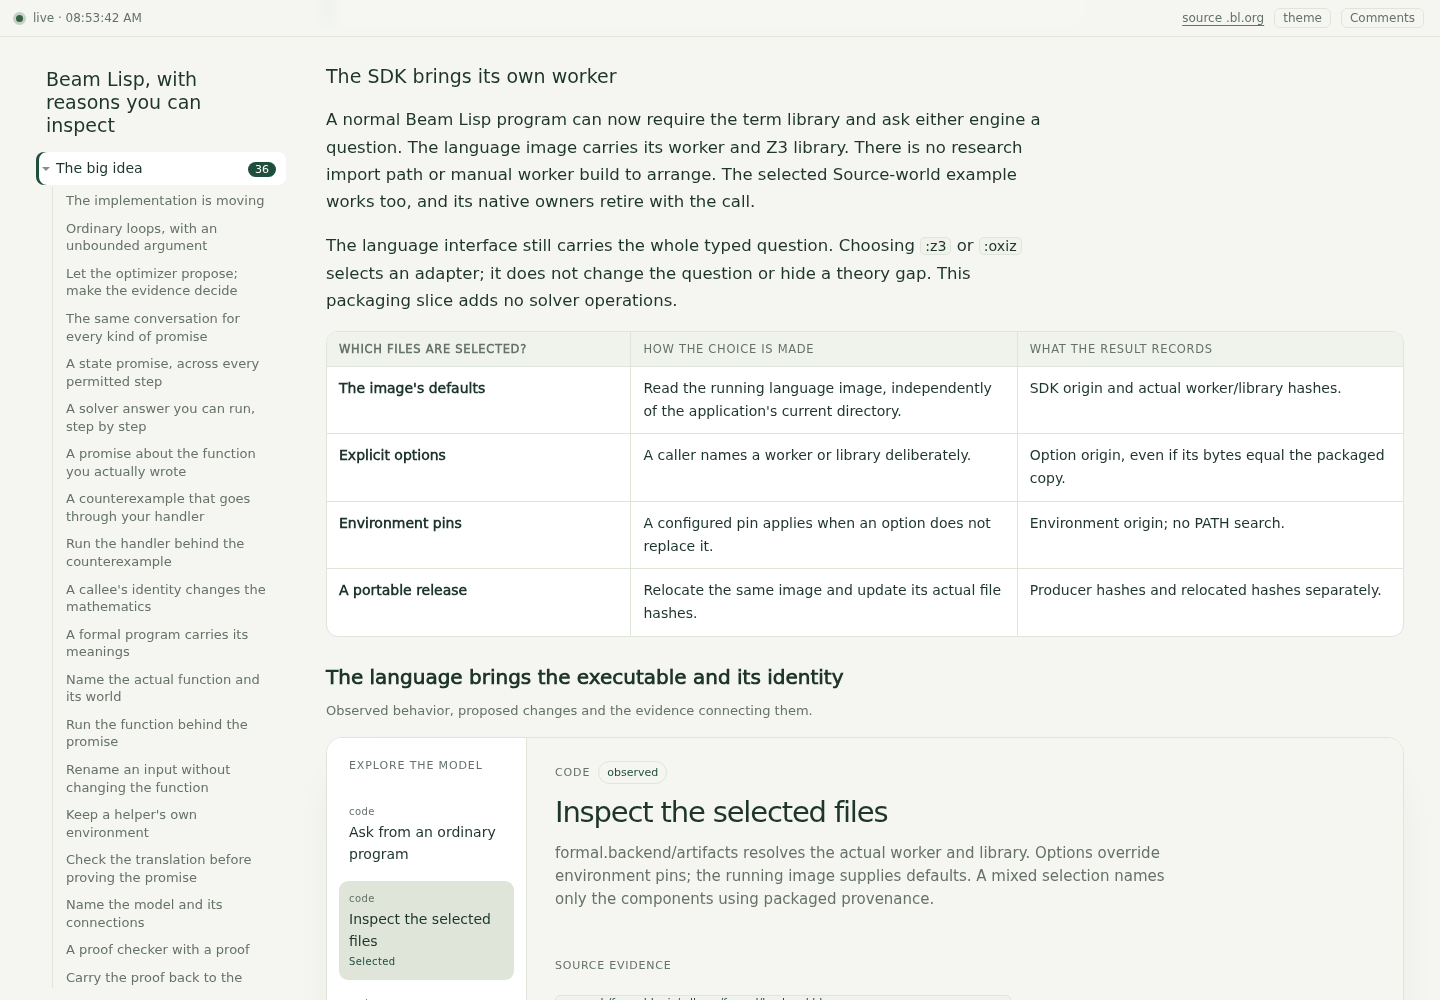 live · 08:53:42 AM
source .bl.org
theme
Comments
Beam Lisp, with
reasons you can
inspect
The big idea
36
The implementation is moving
Ordinary loops, with an
unbounded argument
Let the optimizer propose;
make the evidence decide
The same conversation for
every kind of promise
A state promise, across every
permitted step
A solver answer you can run,
step by step
A promise about the function
you actually wrote
A counterexample that goes
through your handler
Run the handler behind the
counterexample
A callee's identity changes the
mathematics
A formal program carries its
meanings
Name the actual function and
its world
Run the function behind the
promise
Rename an input without
changing the function
Keep a helper's own
environment
Check the translation before
proving the promise
Name the model and its
connections
A proof checker with a proof
Carry the proof back to the
The SDK brings its own worker
A normal Beam Lisp program can now require the term library and ask either engine a
question. The language image carries its worker and Z3 library. There is no research
import path or manual worker build to arrange. The selected Source-world example
works too, and its native owners retire with the call.
The language interface still carries the whole typed question. Choosing :z3 or :oxiz
selects an adapter; it does not change the question or hide a theory gap. This
packaging slice adds no solver operations.
WHICH FILES ARE SELECTED?
HOW THE CHOICE IS MADE
WHAT THE RESULT RECORDS
The image's defaults
Read the running language image, independently
of the application's current directory.
SDK origin and actual worker/library hashes.
Explicit options
A caller names a worker or library deliberately.
Option origin, even if its bytes equal the packaged
copy.
Environment pins
A configured pin applies when an option does not
replace it.
Environment origin; no PATH search.
A portable release
Relocate the same image and update its actual file
hashes.
Producer hashes and relocated hashes separately.
The language brings the executable and its identity
Observed behavior, proposed changes and the evidence connecting them.
EXPLORE THE MODEL
code
Ask from an ordinary
program
code
Inspect the selected
files
Selected
CODE
observed
Inspect the selected files
formal.backend/artifacts resolves the actual worker and library. Options override
environment pins; the running image supplies defaults. A mixed selection names
only the components using packaged provenance.
SOURCE EVIDENCE